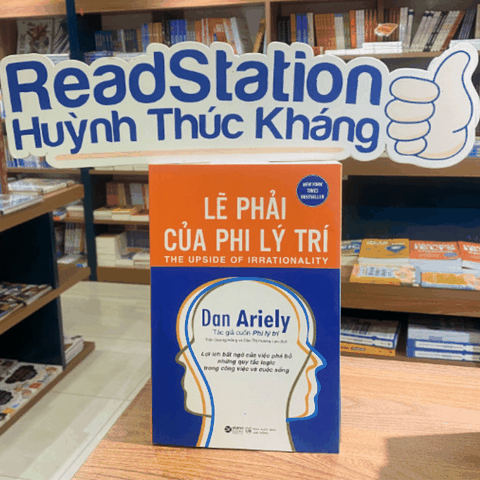 ReadStation
Huỳnh Thúc Kháng
NEW YORK
TIMES
BESTSELLER
LẼ PHẢI
CỦA PHI LÝ TRÍ
THE UPSIDE OF IRRATIONALITY
Dan Ariely
Tác giả cuốn Phi lý trí
Lợi ích bất ngờ của việc phá bỏ
những quy tắc logic
trong công việc và cuộc sống